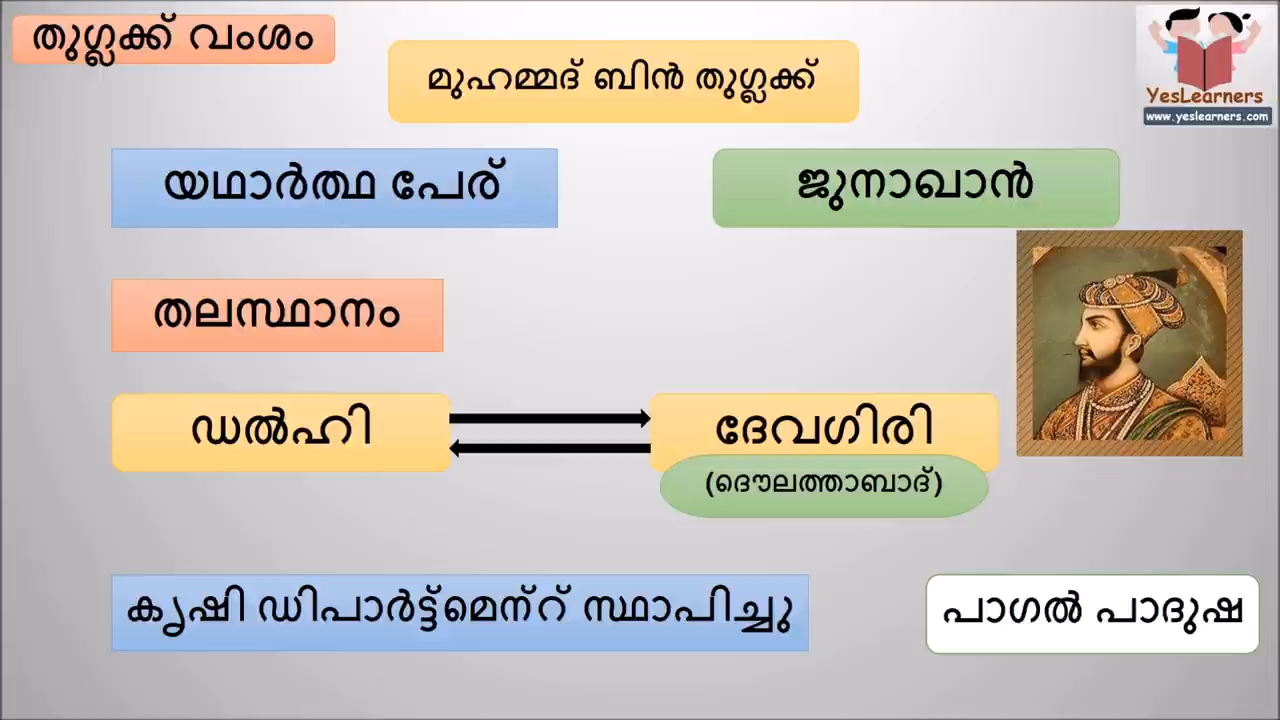 തുഗ്ലക്ക് വംശം
മുഹമ്മദ് ബിൻ തുഗ്ലക്ക്
YesLearners
www.yeslearners.com
യഥാർത്ഥ പേര്
ജുനാഖാൻ
തലസ്ഥാനം
ഡൽഹി
ദേവഗിരി
(ദൌലത്താബാദ്)
കൃഷി ഡിപാർട്ട്മെന്റ് സ്ഥാപിച്ചു
പാഗൽ പാദുഷ